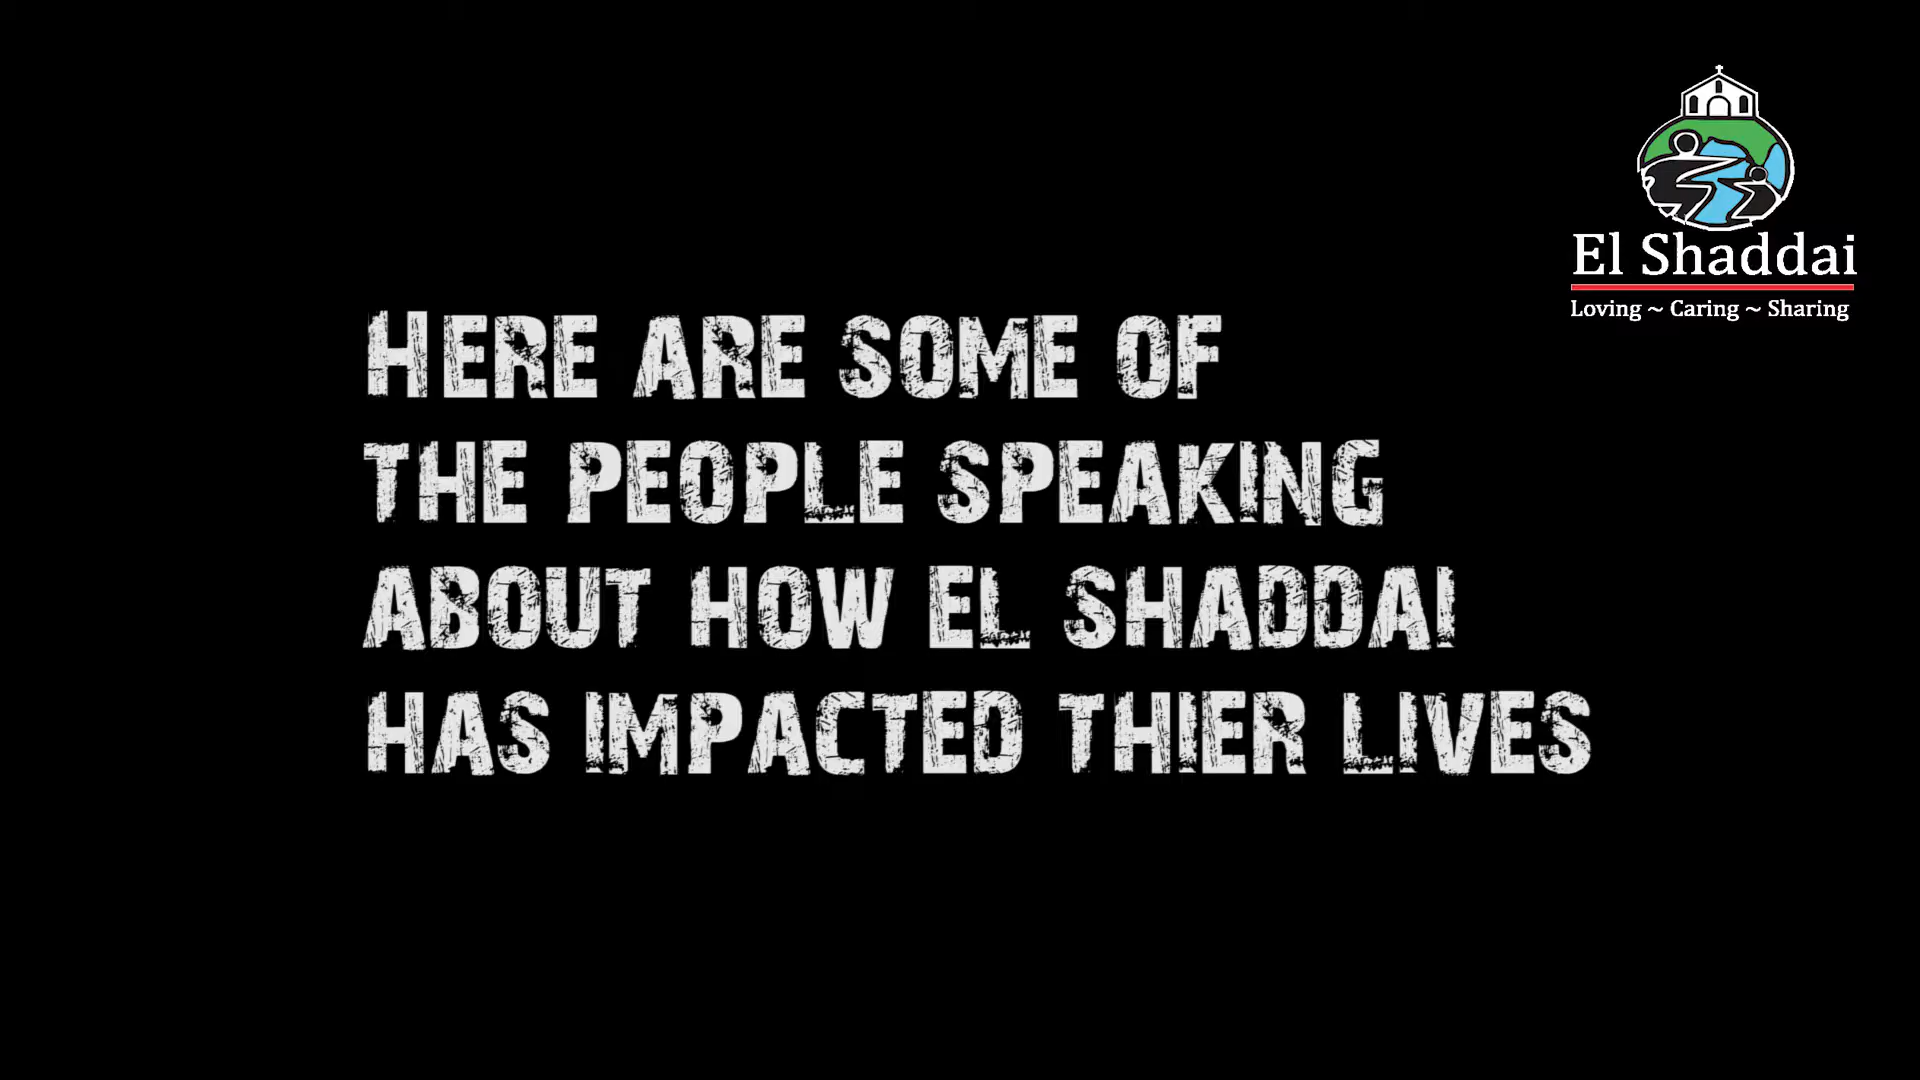 El Shaddai
Loving ~ Caring ~ Sharing
HERE ARE SOME OF
THE PEOPLE SPEAKING
ABOUT HOW EL SHADDAI
HAS IMPACTED THIER LIVES